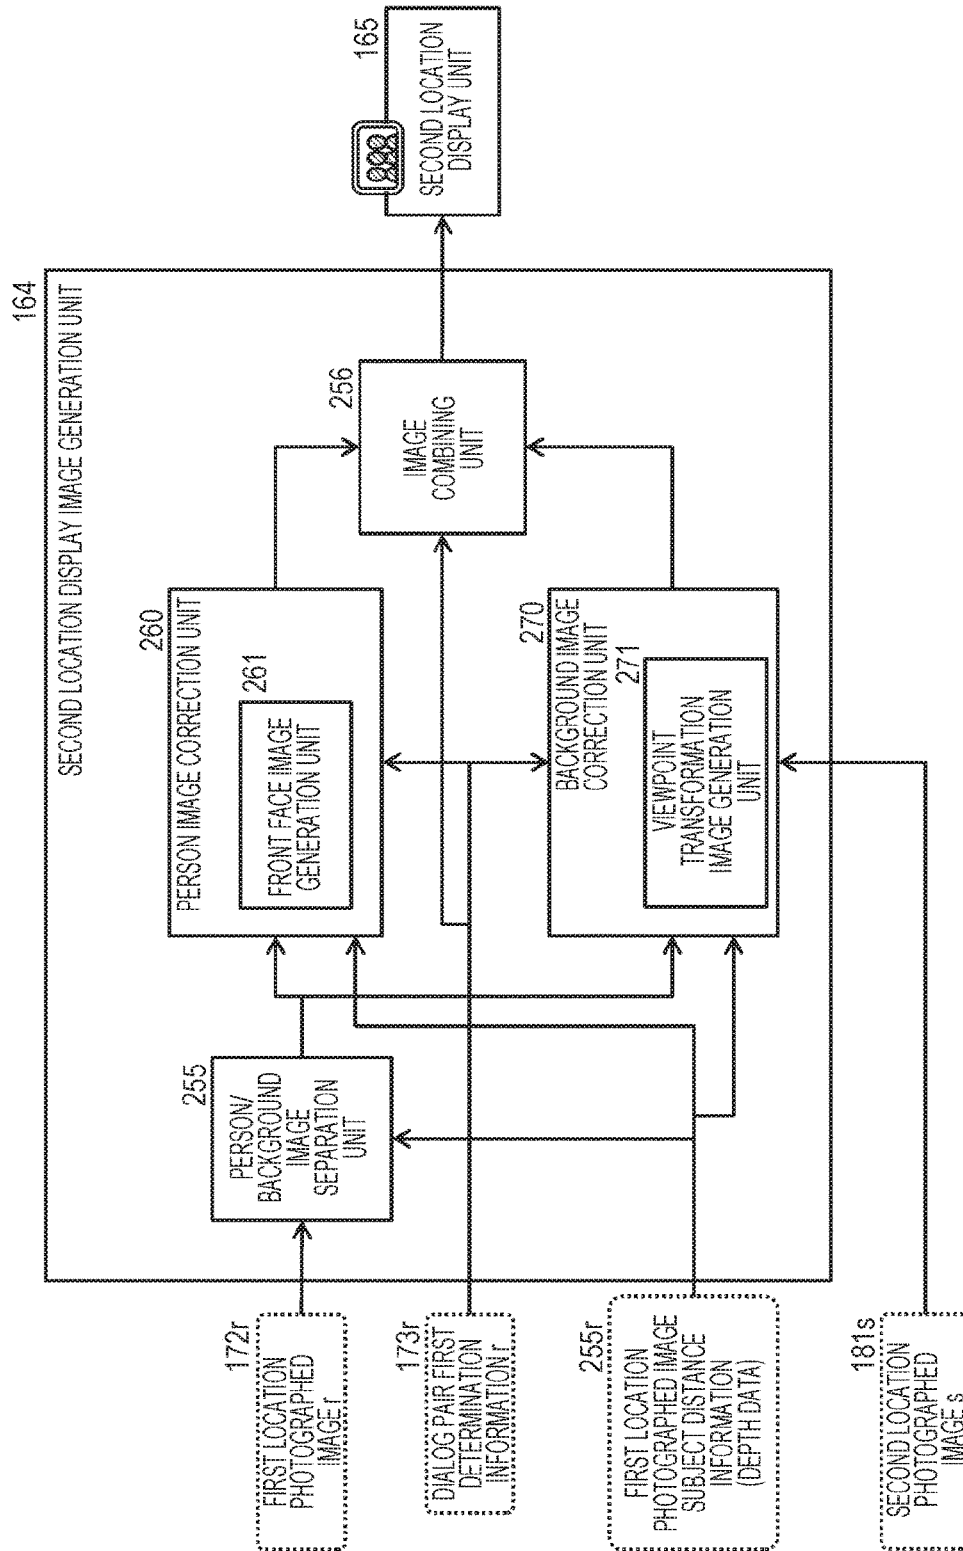 164
SECOND LOCATION DISPLAY IMAGE GENERATION UNIT
172r
FIRST LOCATION
PHOTOGRAPHED
IMAGE r
255
PERSON/
BACKGROUND
IMAGE
SEPARATION
UNIT
260
PERSON IMAGE CORRECTION UNIT
261
FRONT FACE IMAGE
GENERATION UNIT
256
IMAGE
COMBINING
UNIT
165
SECOND LOCATION
DISPLAY UNIT
173r
DIALOG PAIR FIRST
DETERMINATION
INFORMATION r
255r
FIRST LOCATION
PHOTOGRAPHED IMAGE
SUBJECT DISTANCE
INFORMATION
(DEPTH DATA)
270
BACKGROUND IMAGE
CORRECTION UNIT
271
VIEWPOINT
TRANSFORMATION
IMAGE GENERATION
UNIT
181s
SECOND LOCATION
PHOTOGRAPHED
IMAGE s